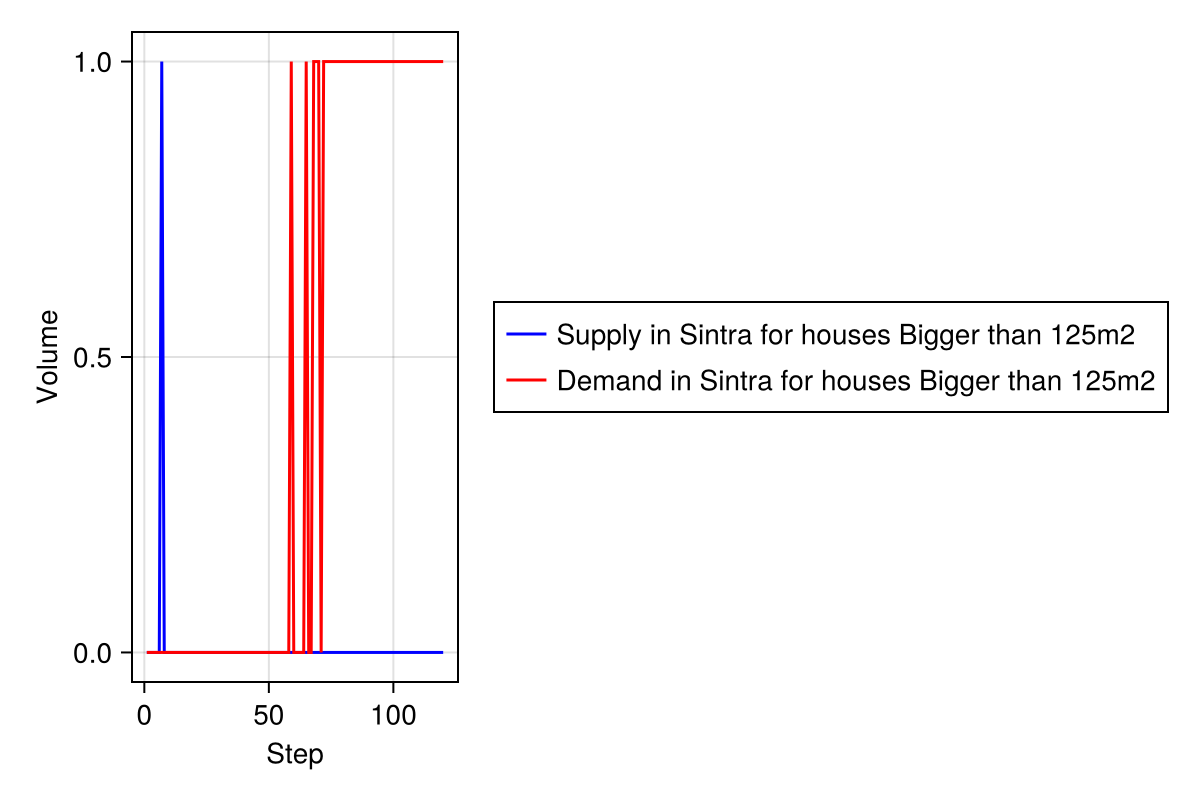 1.0
0.5
0.0
Volume
0
50
100
Step
Supply in Sintra for houses Bigger than 125m2
Demand in Sintra for houses Bigger than 125m2